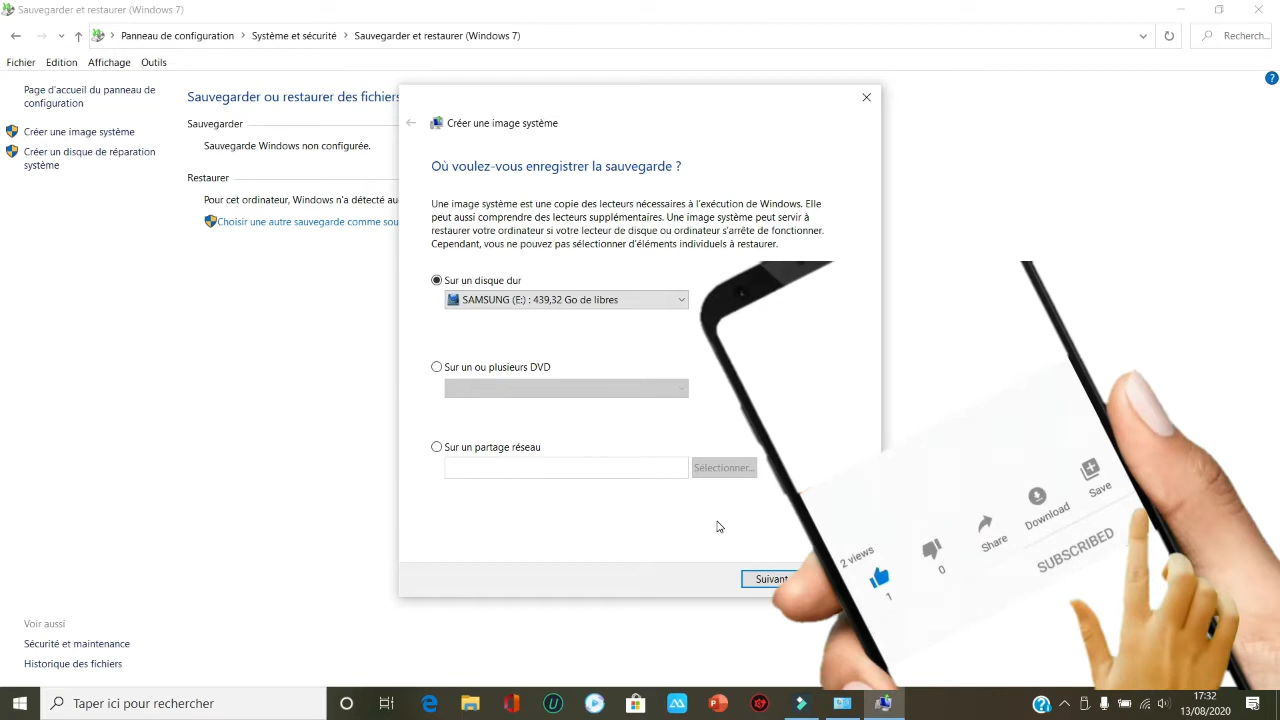 Sauvegarder et restaurer (Windows 7)
Panneau de configuration
Système et sécurité
Sauvegarder et restaurer (Windows 7)
Recherch...
Fichier
Edition
Affichage
Outils
Page d'accueil du panneau de
configuration
Créer une image système
Créer un disque de réparation
système
Sauvegarder ou restaurer des fichiers
Sauvegarder
Sauvegarde Windows non configurée.
Restaurer
Pour cet ordinateur, Windows n'a détecté au
Choisir une autre sauvegarde comme sou
Créer une image système
Où voulez-vous enregistrer la sauvegarde ?
Une image système est une copie des lecteurs nécessaires à l'exécution de Windows. Elle
peut aussi comprendre des lecteurs supplémentaires. Une image système peut servir à
restaurer votre ordinateur si votre lecteur de disque ou ordinateur s'arrête de fonctionner.
Cependant, vous ne pouvez pas sélectionner d'éléments individuels à restaurer.
Sur un disque dur
SAMSUNG (E:) : 439,32 Go de libres
Sur un ou plusieurs DVD
Sur un partage réseau
Sélectionner...
Suivant
2 views
1
0
Share
Download
Save
SUBSCRIBED
Voir aussi
Sécurité et maintenance
Historique des fichiers
Taper ici pour rechercher
17:32
13/08/2020